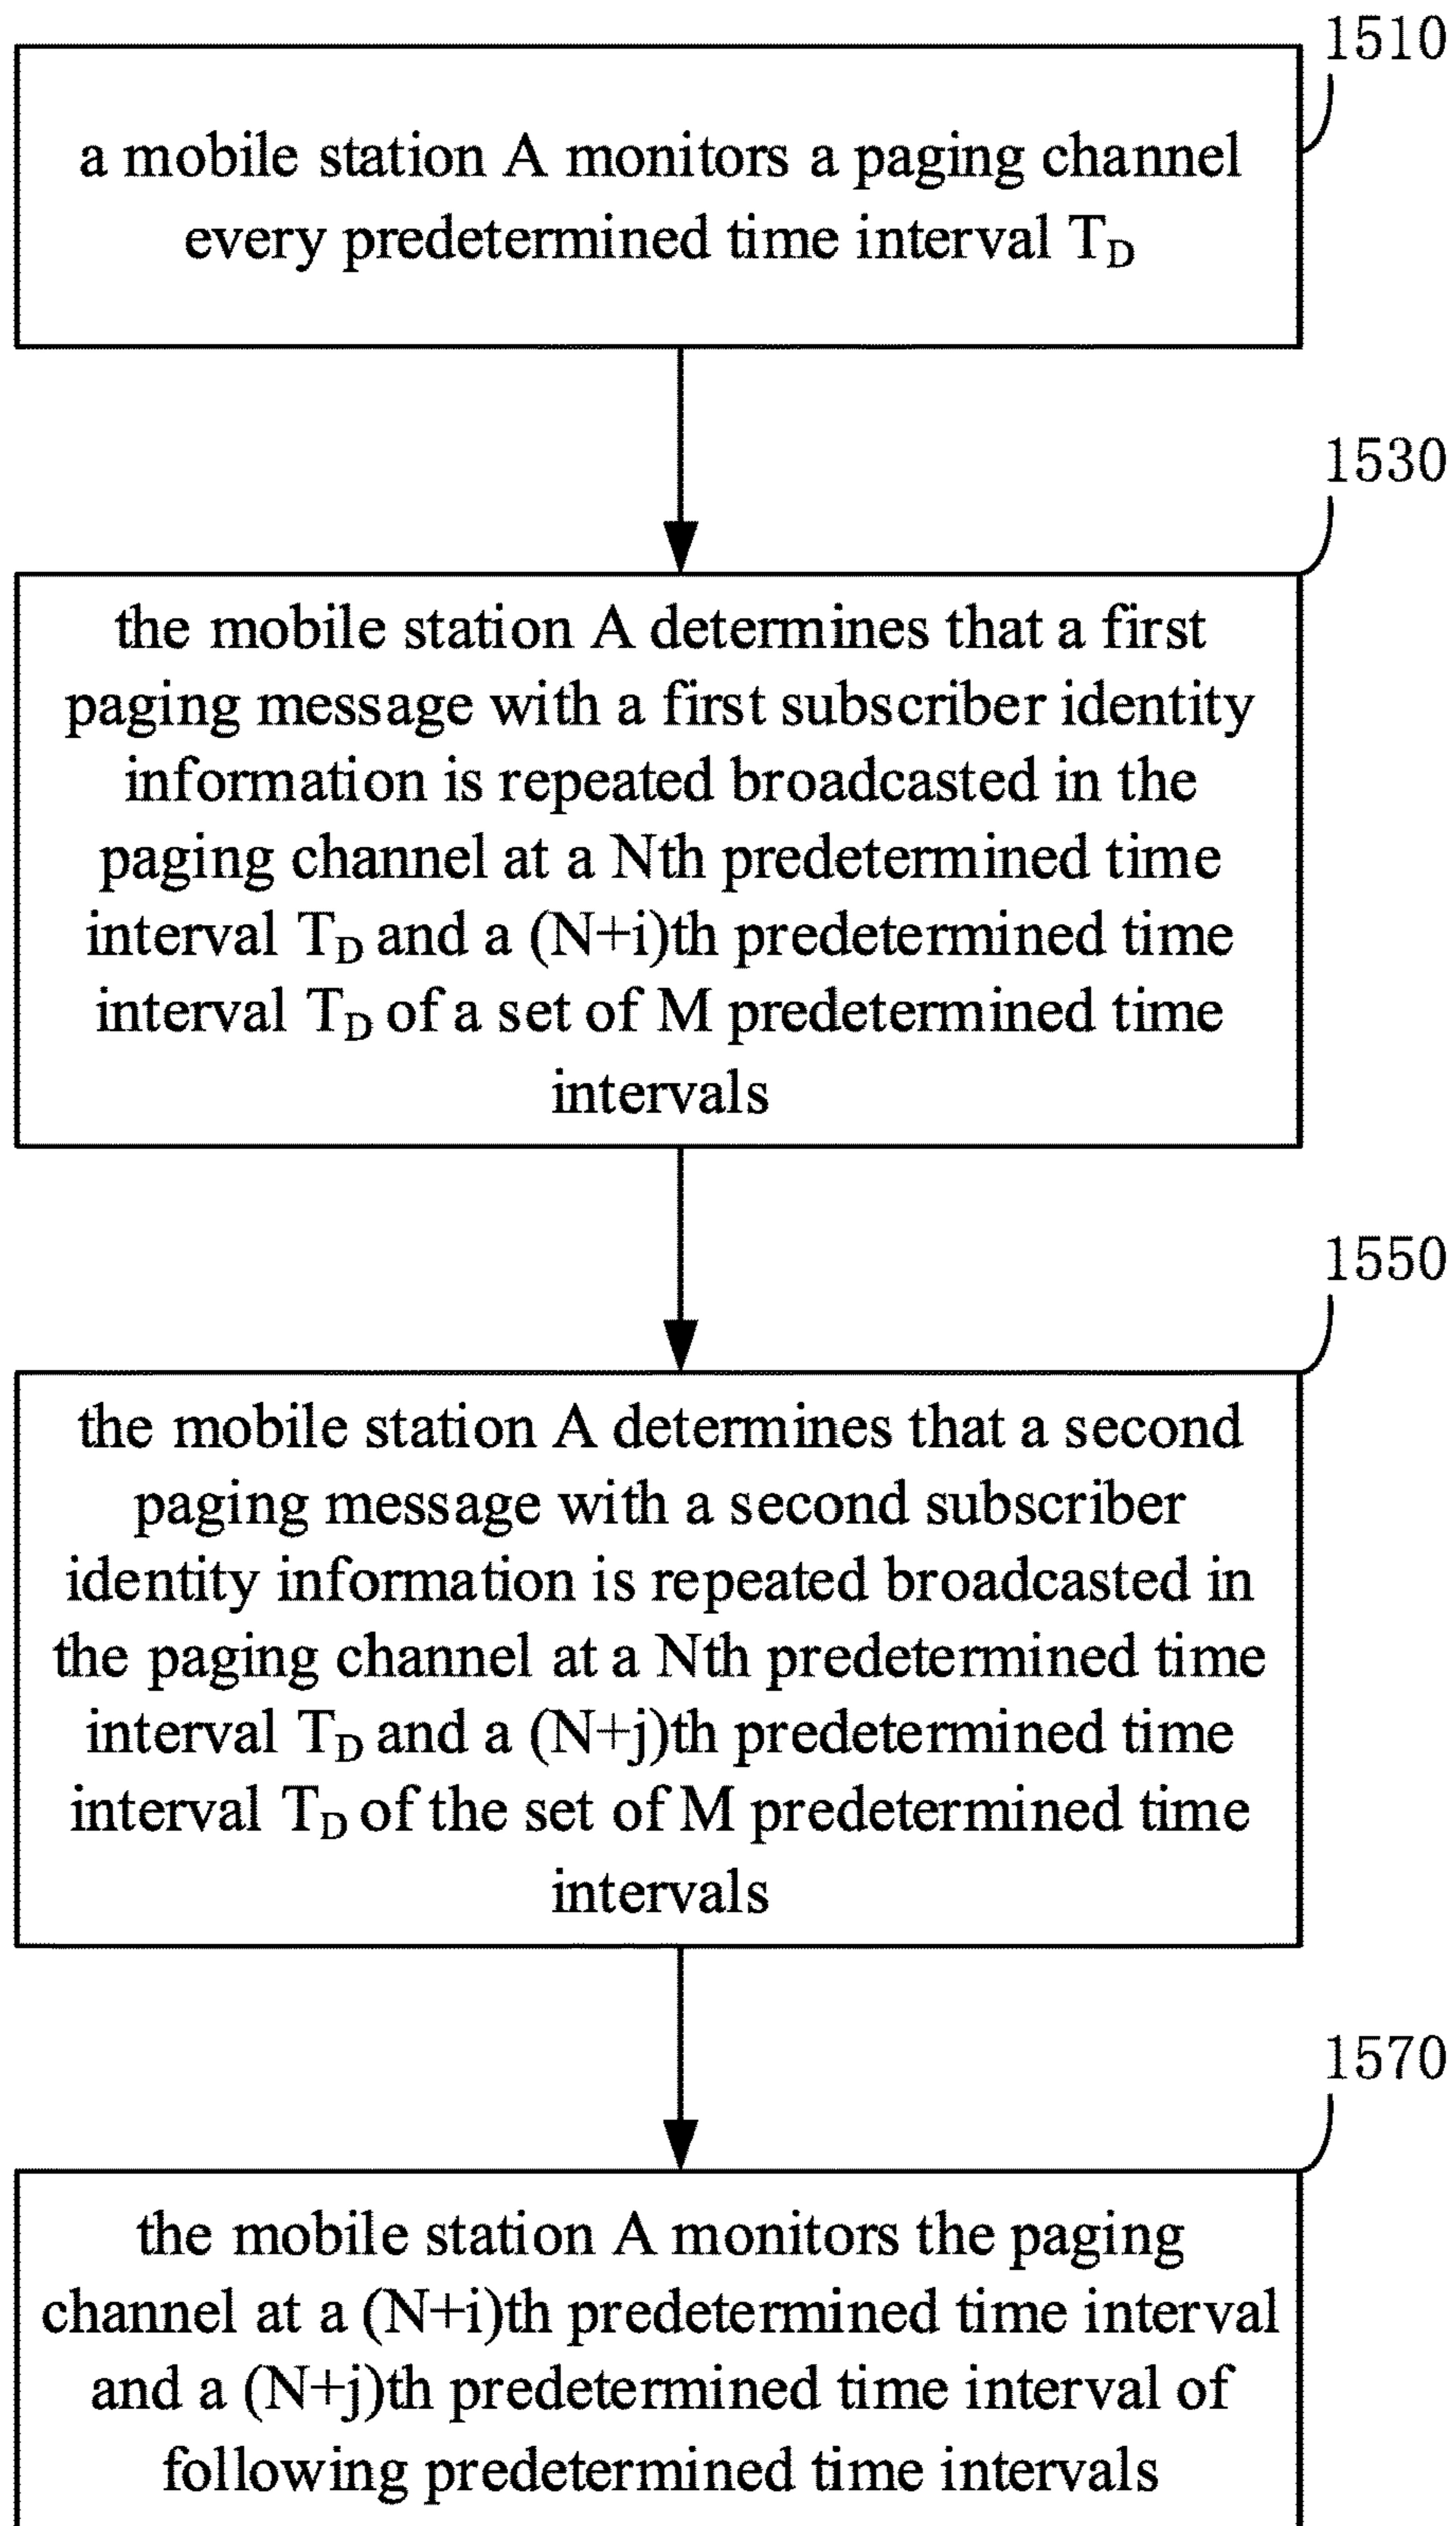 1510
a mobile station A monitors a paging channel
every predetermined time interval T_D
1530
the mobile station A determines that a first
paging message with a first subscriber identity
information is repeated broadcasted in the
paging channel at a Nth predetermined time
interval T_D and a (N+i)th predetermined time
interval T_D of a set of M predetermined time
intervals
1550
the mobile station A determines that a second
paging message with a second subscriber
identity information is repeated broadcasted in
the paging channel at a Nth predetermined time
interval T_D and a (N+j)th predetermined time
interval T_D of the set of M predetermined time
intervals
1570
the mobile station A monitors the paging
channel at a (N+i)th predetermined time interval
and a (N+j)th predetermined time interval of
following predetermined time intervals